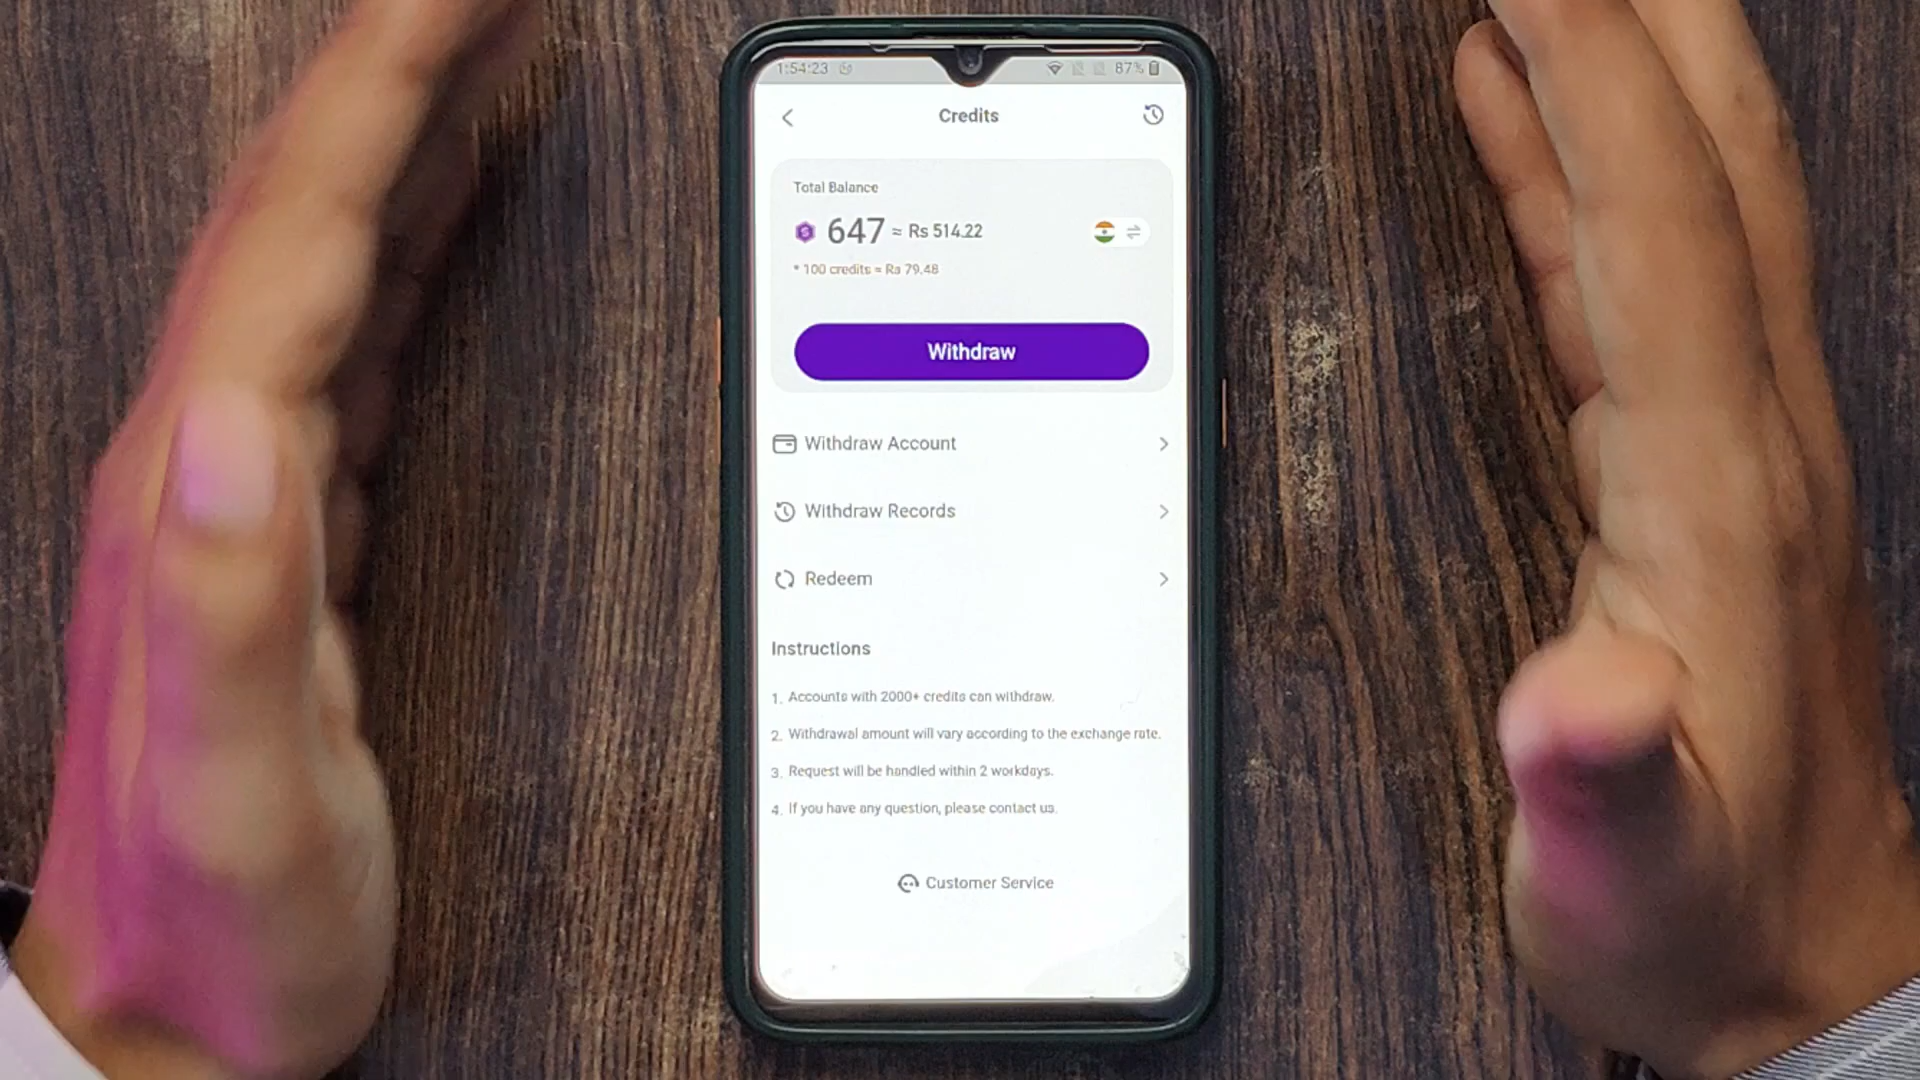 1:54:23 87%
Credits
Total Balance
647 ≈ Rs 514.22
* 100 credits ≈ Rs 79.48
Withdraw
Withdraw Account
Withdraw Records
Redeem
Instructions
1. Accounts with 2000+ credits can withdraw.
2. Withdrawal amount will vary according to the exchange rate.
3. Request will be handled within 2 workdays.
4. If you have any question, please contact us.
Customer Service